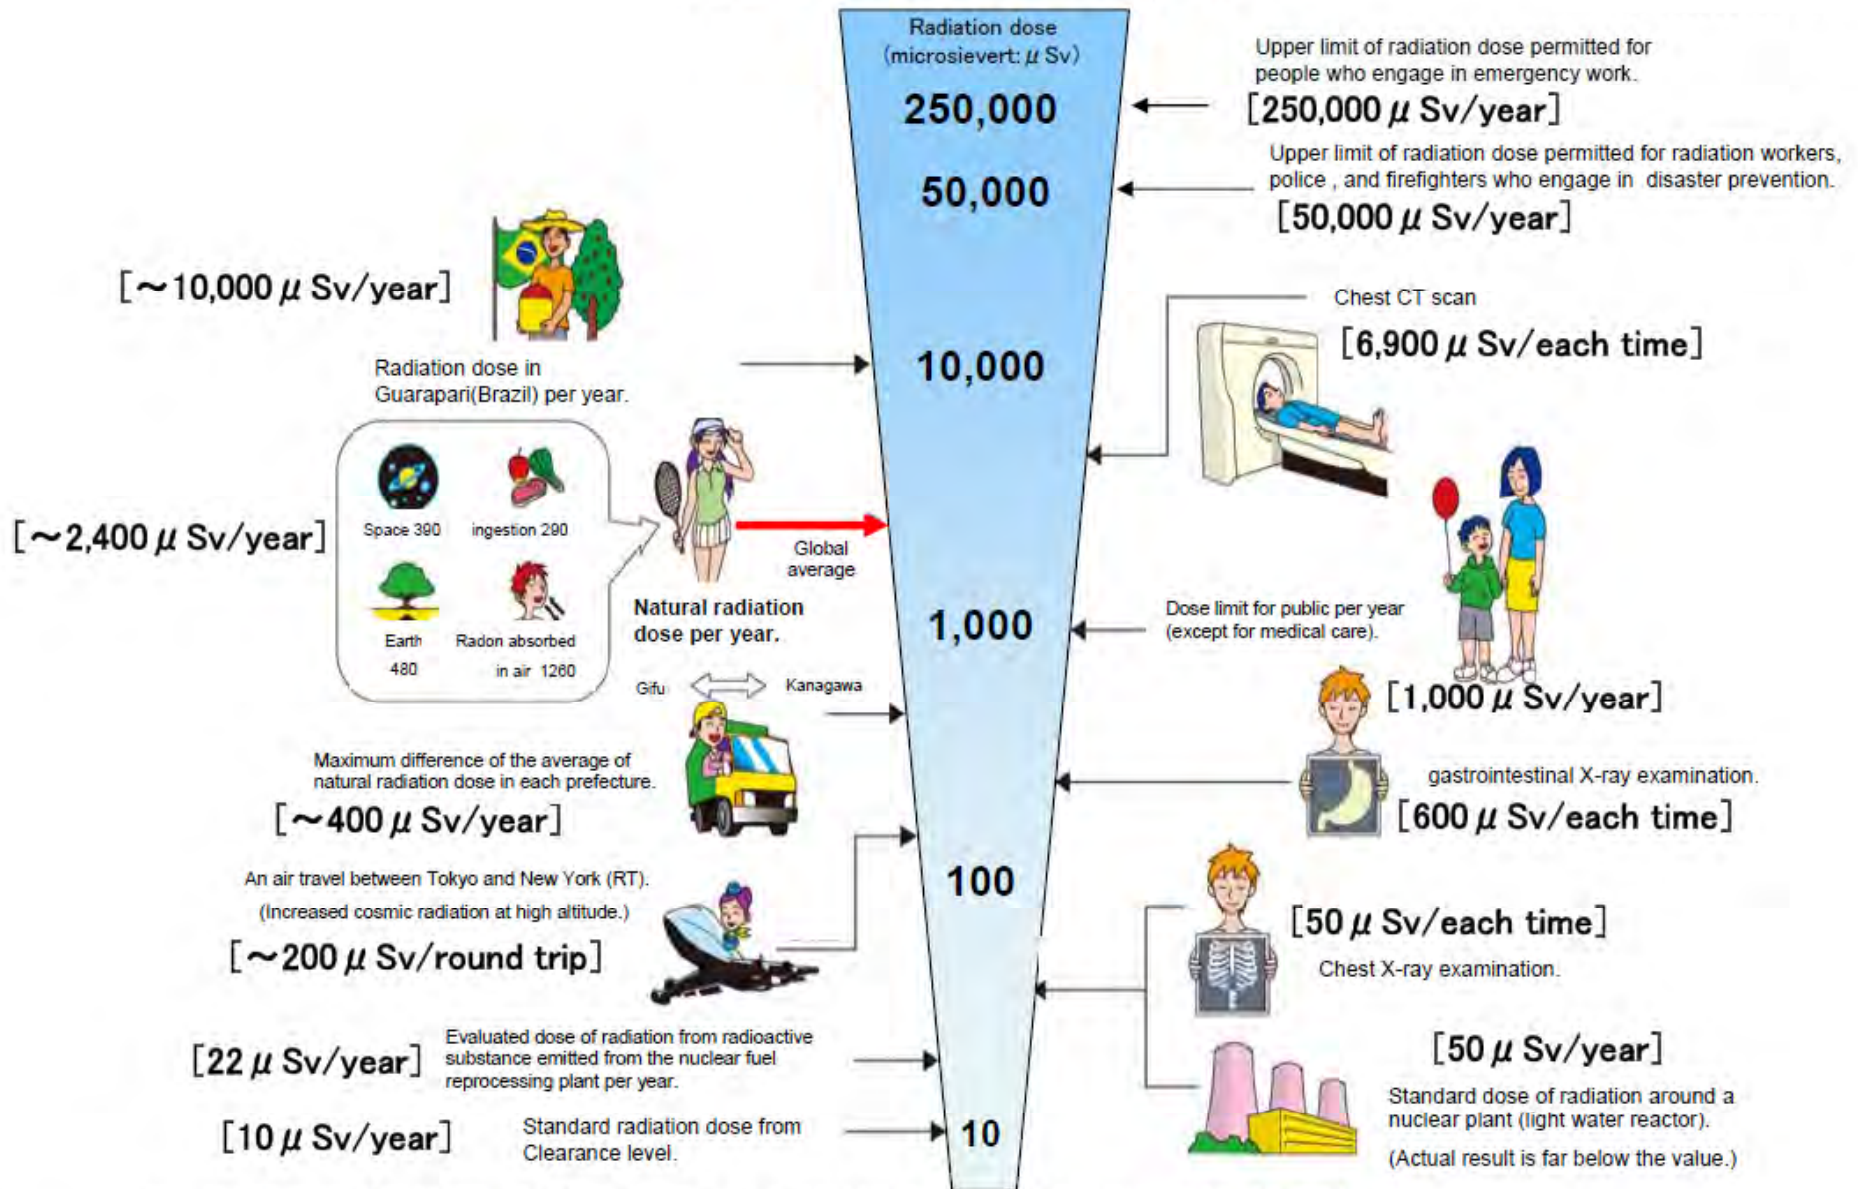 Radiation dose
(microsievert: μ Sv)
250,000
50,000
10,000
1,000
100
10
Upper limit of radiation dose permitted for
people who engage in emergency work.
[250,000 μ Sv/year]
Upper limit of radiation dose permitted for radiation workers,
police , and firefighters who engage in disaster prevention.
[50,000 μ Sv/year]
[~10,000 μ Sv/year]
Radiation dose in
Guarapari(Brazil) per year.
Chest CT scan
[6,900 μ Sv/each time]
[~2,400 μ Sv/year]
Space 390
ingestion 290
Earth
480
Radon absorbed
in air 1260
Global
average
Natural radiation
dose per year.
Dose limit for public per year
(except for medical care).
[1,000 μ Sv/year]
Gifu
Kanagawa
Maximum difference of the average of
natural radiation dose in each prefecture.
[~400 μ Sv/year]
gastrointestinal X-ray examination.
[600 μ Sv/each time]
An air travel between Tokyo and New York (RT).
(Increased cosmic radiation at high altitude.)
[~200 μ Sv/round trip]
[50 μ Sv/each time]
Chest X-ray examination.
[22 μ Sv/year]
Evaluated dose of radiation from radioactive
substance emitted from the nuclear fuel
reprocessing plant per year.
[50 μ Sv/year]
Standard dose of radiation around a
nuclear plant (light water reactor).
(Actual result is far below the value.)
[10 μ Sv/year]
Standard radiation dose from
Clearance level.